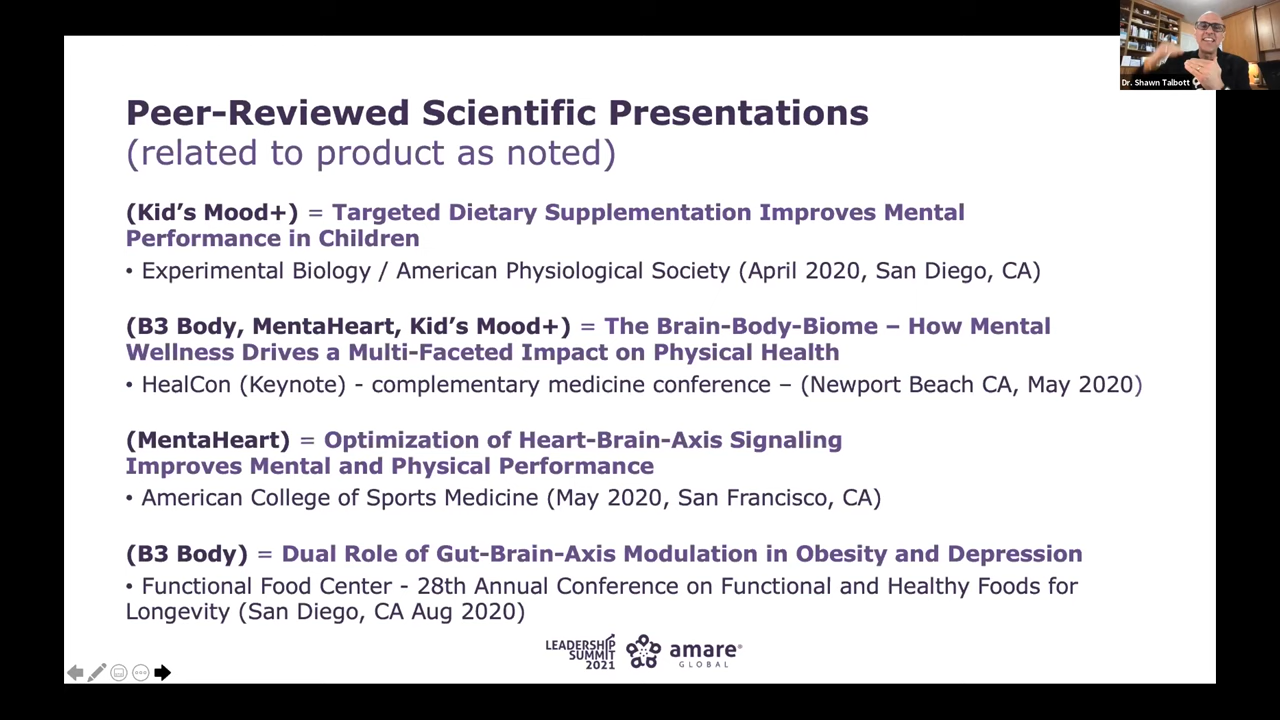 Dr. Shawn Talbott
Peer-Reviewed Scientific Presentations
(related to product as noted)
(Kid’s Mood+) = Targeted Dietary Supplementation Improves Mental
Performance in Children
• Experimental Biology / American Physiological Society (April 2020, San Diego, CA)
(B3 Body, MentaHeart, Kid’s Mood+) = The Brain-Body-Biome – How Mental
Wellness Drives a Multi-Faceted Impact on Physical Health
• HealCon (Keynote) - complementary medicine conference – (Newport Beach CA, May 2020)
(MentaHeart) = Optimization of Heart-Brain-Axis Signaling
Improves Mental and Physical Performance
• American College of Sports Medicine (May 2020, San Francisco, CA)
(B3 Body) = Dual Role of Gut-Brain-Axis Modulation in Obesity and Depression
• Functional Food Center - 28th Annual Conference on Functional and Healthy Foods for
Longevity (San Diego, CA Aug 2020)
LEADERSHIP
SUMMIT
2021
amare®
GLOBAL